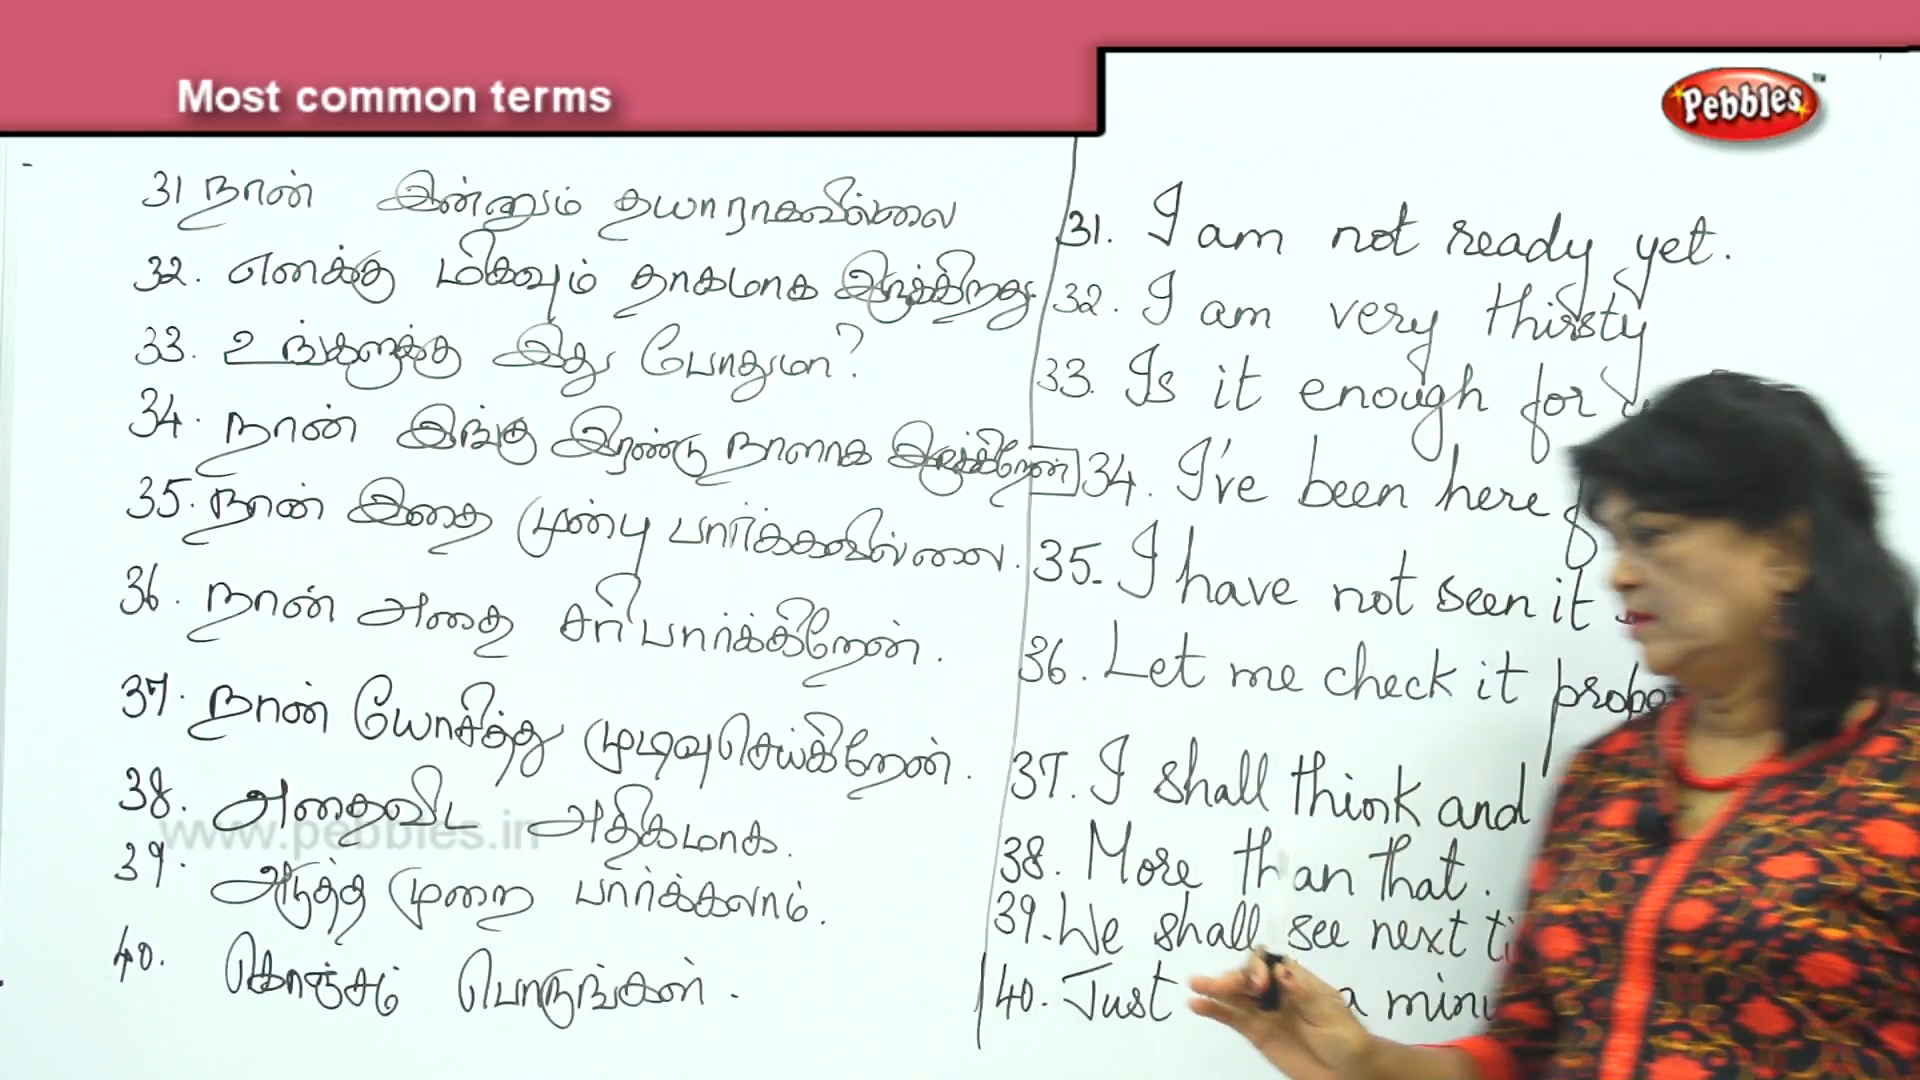 Most common terms
Pebbles
31 நான் இன்னும் தயாராகவில்லை
32. எனக்கு மிகவும் தாகமாக இருக்கிறது.
33. உங்களுக்கு இது போதுமா?
34. நான் இங்கு இரண்டு நாளாக இருக்கிறேன்
35. நான் இதை முன்பு பார்க்கவில்லை.
36. நான் அதை சரிபார்க்கிறேன்.
37. நான் யோசித்து முடிவுசெய்கிறேன்.
38. அதைவிட அதிகமாக.
www.pebbles.in
39. அடுத்த முறை பார்க்கலாம்.
40. கொஞ்சம் பொருங்கள்.
31. I am not ready yet.
32. I am very thirsty
33. Is it enough for
34. I've been here
35. I have not seen it
36. Let me check it
37. I shall think and
38. More than that.
39. We shall see next
40. Just a